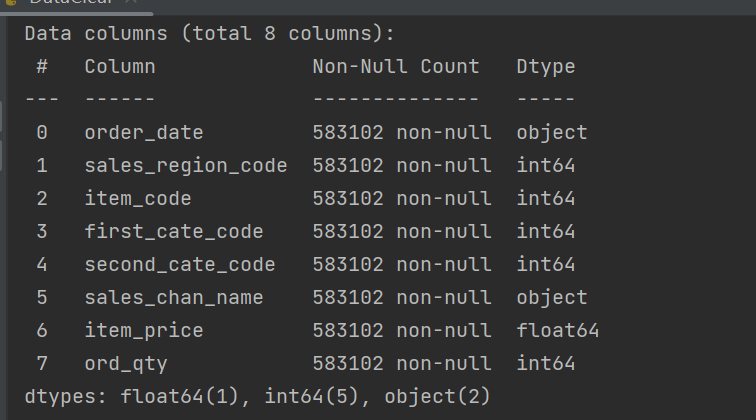 DataClear
Data columns (total 8 columns):
 #   Column             Non-Null Count   Dtype
---  ------             --------------   -----
 0   order_date         583102 non-null  object
 1   sales_region_code  583102 non-null  int64
 2   item_code          583102 non-null  int64
 3   first_cate_code    583102 non-null  int64
 4   second_cate_code   583102 non-null  int64
 5   sales_chan_name    583102 non-null  object
 6   item_price         583102 non-null  float64
 7   ord_qty            583102 non-null  int64
dtypes: float64(1), int64(5), object(2)